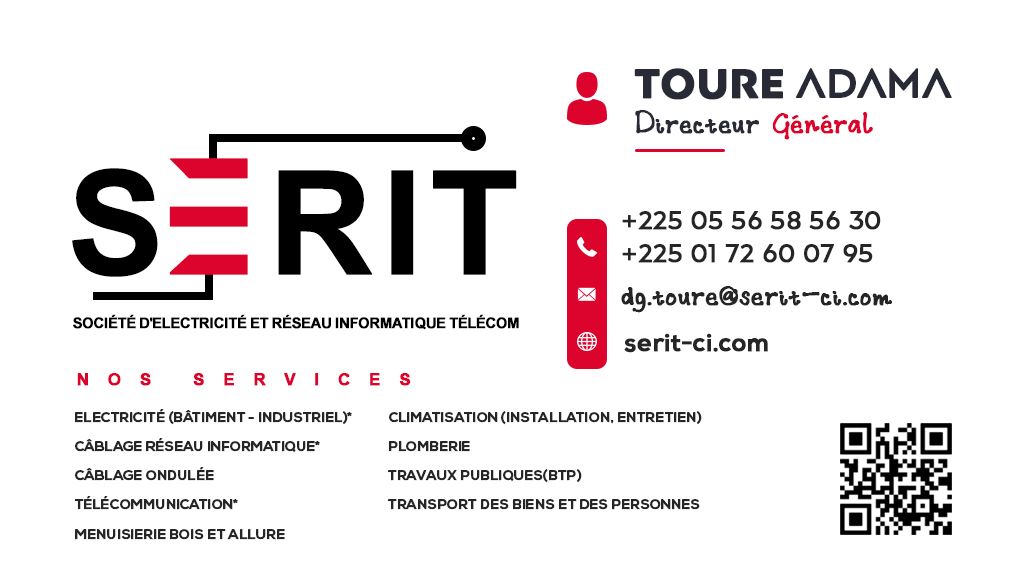 SERIT
SOCIÉTÉ D'ELECTRICITÉ ET RÉSEAU INFORMATIQUE TÉLÉCOM
TOURE ADAMA
Directeur Général
+225 05 56 58 56 30
+225 01 72 60 07 95
dg.toure@serit-ci.com
serit-ci.com
NOS SERVICES
ELECTRICITÉ (BÂTIMENT - INDUSTRIEL)*
CÂBLAGE RÉSEAU INFORMATIQUE*
CÂBLAGE ONDULÉE
TÉLÉCOMMUNICATION*
MENUISIERIE BOIS ET ALLURE
CLIMATISATION (INSTALLATION, ENTRETIEN)
PLOMBERIE
TRAVAUX PUBLIQUES(BTP)
TRANSPORT DES BIENS ET DES PERSONNES